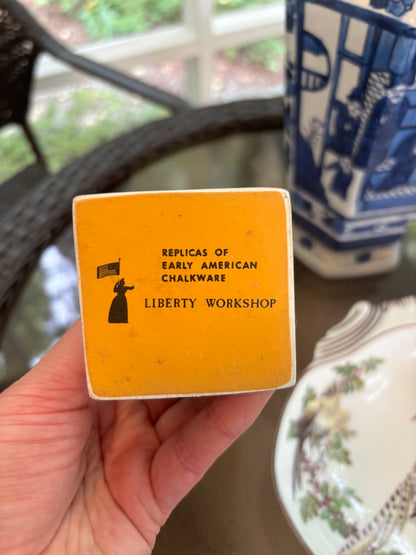 REPLICAS OF
EARLY AMERICAN
CHALKWARE
LIBERTY WORKSHOP